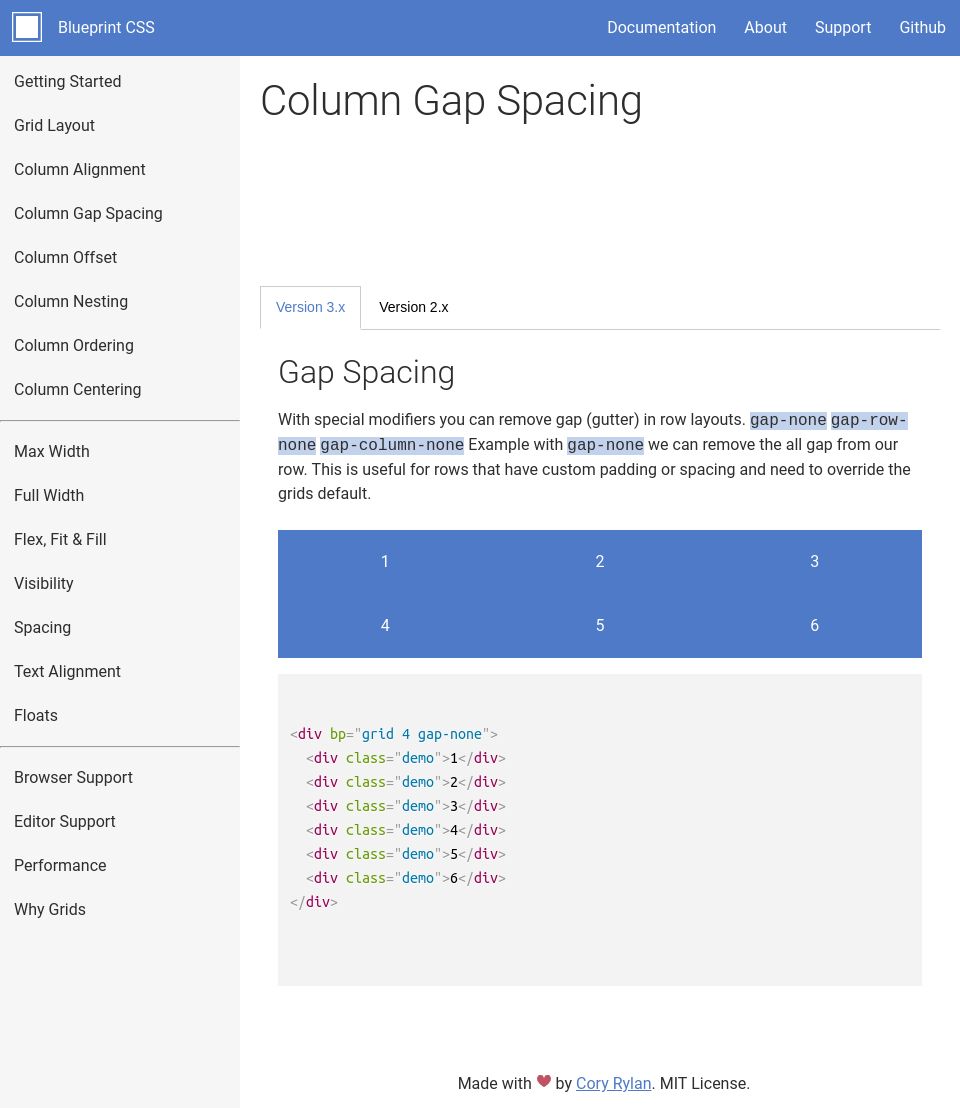 Blueprint CSS
Documentation
About
Support
Github
Getting Started
Grid Layout
Column Alignment
Column Gap Spacing
Column Offset
Column Nesting
Column Ordering
Column Centering
Max Width
Full Width
Flex, Fit & Fill
Visibility
Spacing
Text Alignment
Floats
Browser Support
Editor Support
Performance
Why Grids
Column Gap Spacing
Version 3.x
Version 2.x
Gap Spacing
With special modifiers you can remove gap (gutter) in row layouts. gap-none gap-row-
none gap-column-none Example with gap-none we can remove the all gap from our
row. This is useful for rows that have custom padding or spacing and need to override the
grids default.
1 2 3
4 5 6
<div bp="grid 4 gap-none">
  <div class="demo">1</div>
  <div class="demo">2</div>
  <div class="demo">3</div>
  <div class="demo">4</div>
  <div class="demo">5</div>
  <div class="demo">6</div>
</div>
Made with ♥ by Cory Rylan. MIT License.